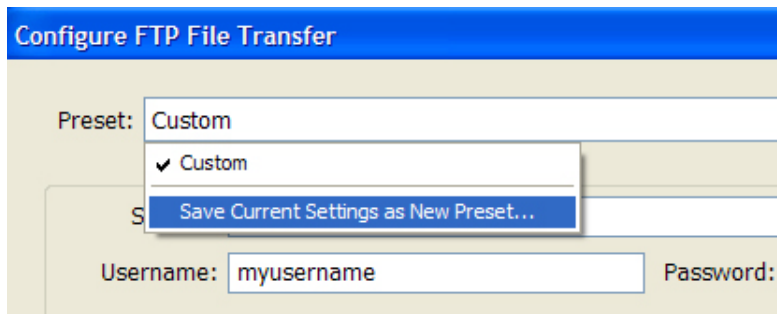 Configure FTP File Transfer
Preset: Custom
Custom
Save Current Settings as New Preset...
Username: myusername Password: